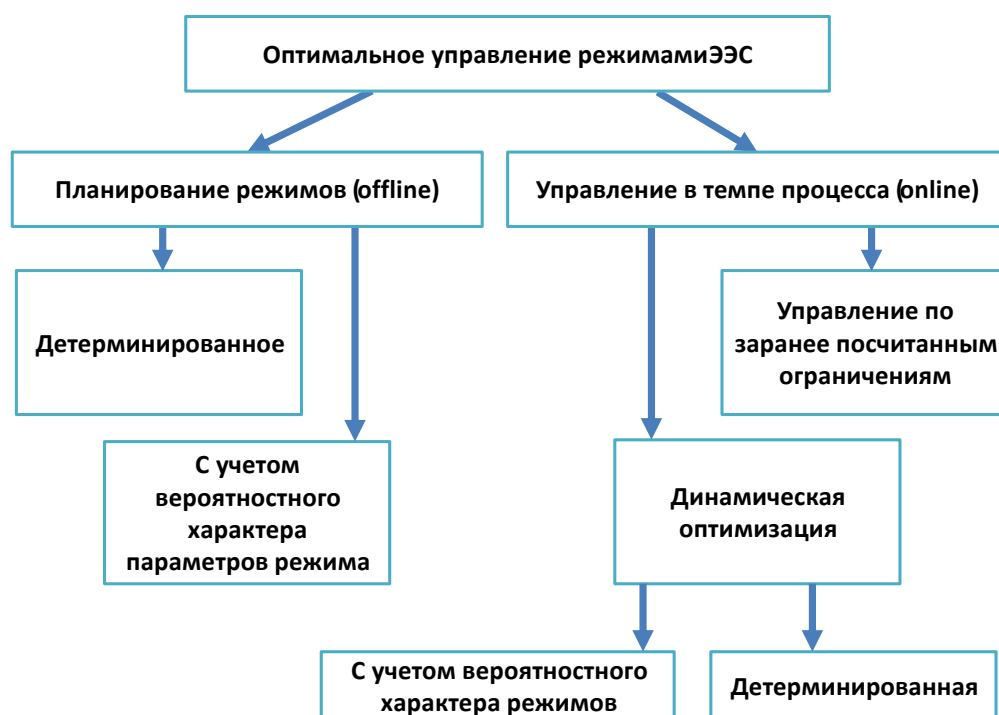 Оптимальное управление режимамиЭЭС
Планирование режимов (offline)
Управление в темпе процесса (online)
Детерминированное
Управление по
заранее посчитанным
ограничениям
С учетом
вероятностного
характера
параметров режима
Динамическая
оптимизация
С учетом вероятностного
характера режимов
Детерминированная